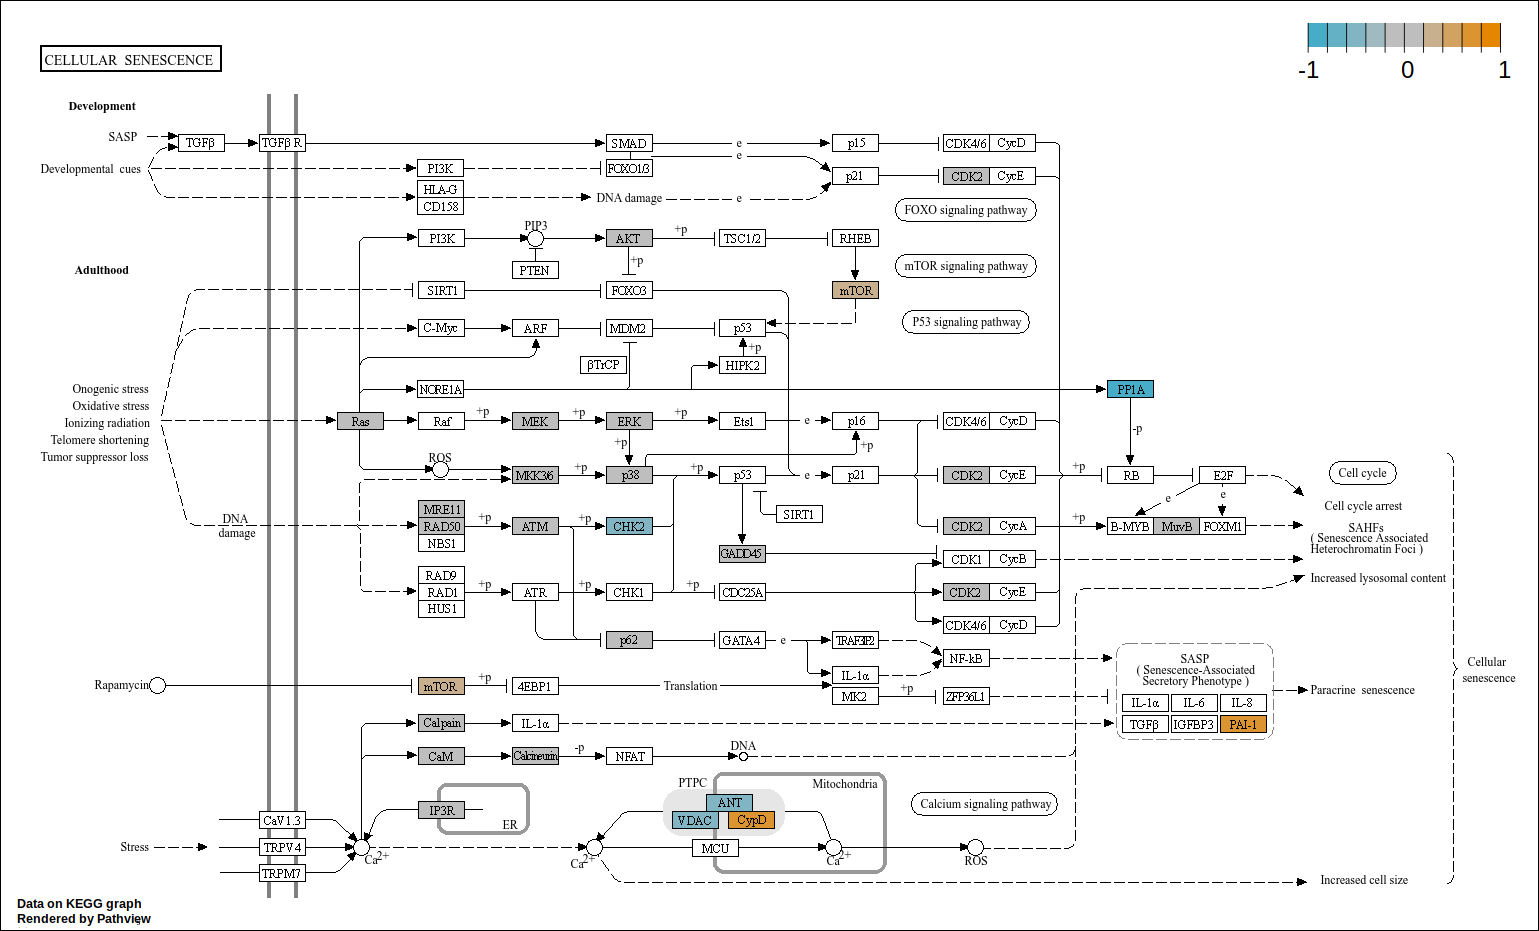 CELLULAR SENESCENCE
-1 0 1
Development
SASP
TGFβ
TGFβ R
SMAD
e
e
p15
CDK4/6 CycD
Developmental cues
PI3K
FOXO1/3
p21
CDK2 CycE
HLA-G
CD158
DNA damage
e
FOXO signaling pathway
PI3K
PIP3
PTEN
AKT
+p
+p
TSC1/2
RHEB
mTOR signaling pathway
Adulthood
SIRT1
FOXO3
mTOR
C-Myc
ARF
MDM2
p53
P53 signaling pathway
βTrCP
+p
HIPK2
NORE1A
PP1A
Onogenic stress
Oxidative stress
Ionizing radiation
Telomere shortening
Tumor suppressor loss
Ras
Raf
+p
MEK
+p
ERK
+p
Ets1
e
p16
CDK4/6 CycD
-p
+p
+p
ROS
MKK3/6
+p
p38
+p
p53
e
p21
CDK2 CycE
+p
RB
E2F
Cell cycle
e
e
Cell cycle arrest
DNA
damage
MRE11
RAD50
NBS1
+p
ATM
+p
CHK2
SIRT1
CDK2 CycA
+p
B-MYB MuvB FOXM1
SAHFs
( Senescence Associated
Heterochromatin Foci )
GADD45
CDK1 CycB
RAD9
RAD1
HUS1
+p
ATR
+p
CHK1
+p
CDC25A
CDK2 CycE
Increased lysosomal content
CDK4/6 CycD
p62
GATA4
e
TRAF3IP2
IL-1α
NF-kB
SASP
( Senescence-Associated
Secretory Phenotype )
IL-1α IL-6 IL-8
TGFβ IGFBP3 PAI-1
Cellular
senescence
Paracrine senescence
Rapamycin
mTOR
+p
4EBP1
Translation
MK2
+p
ZFP36L1
Calpain
IL-1α
CaM
Calcineurin
-p
NFAT
DNA
IP3R
ER
PTPC
Mitochondria
ANT
VDAC CypD
Calcium signaling pathway
CaV1.3
Stress
TRPV4
TRPM7
Ca2+
Ca2+
MCU
Ca2+
ROS
Increased cell size
Data on KEGG graph
Rendered by Pathview